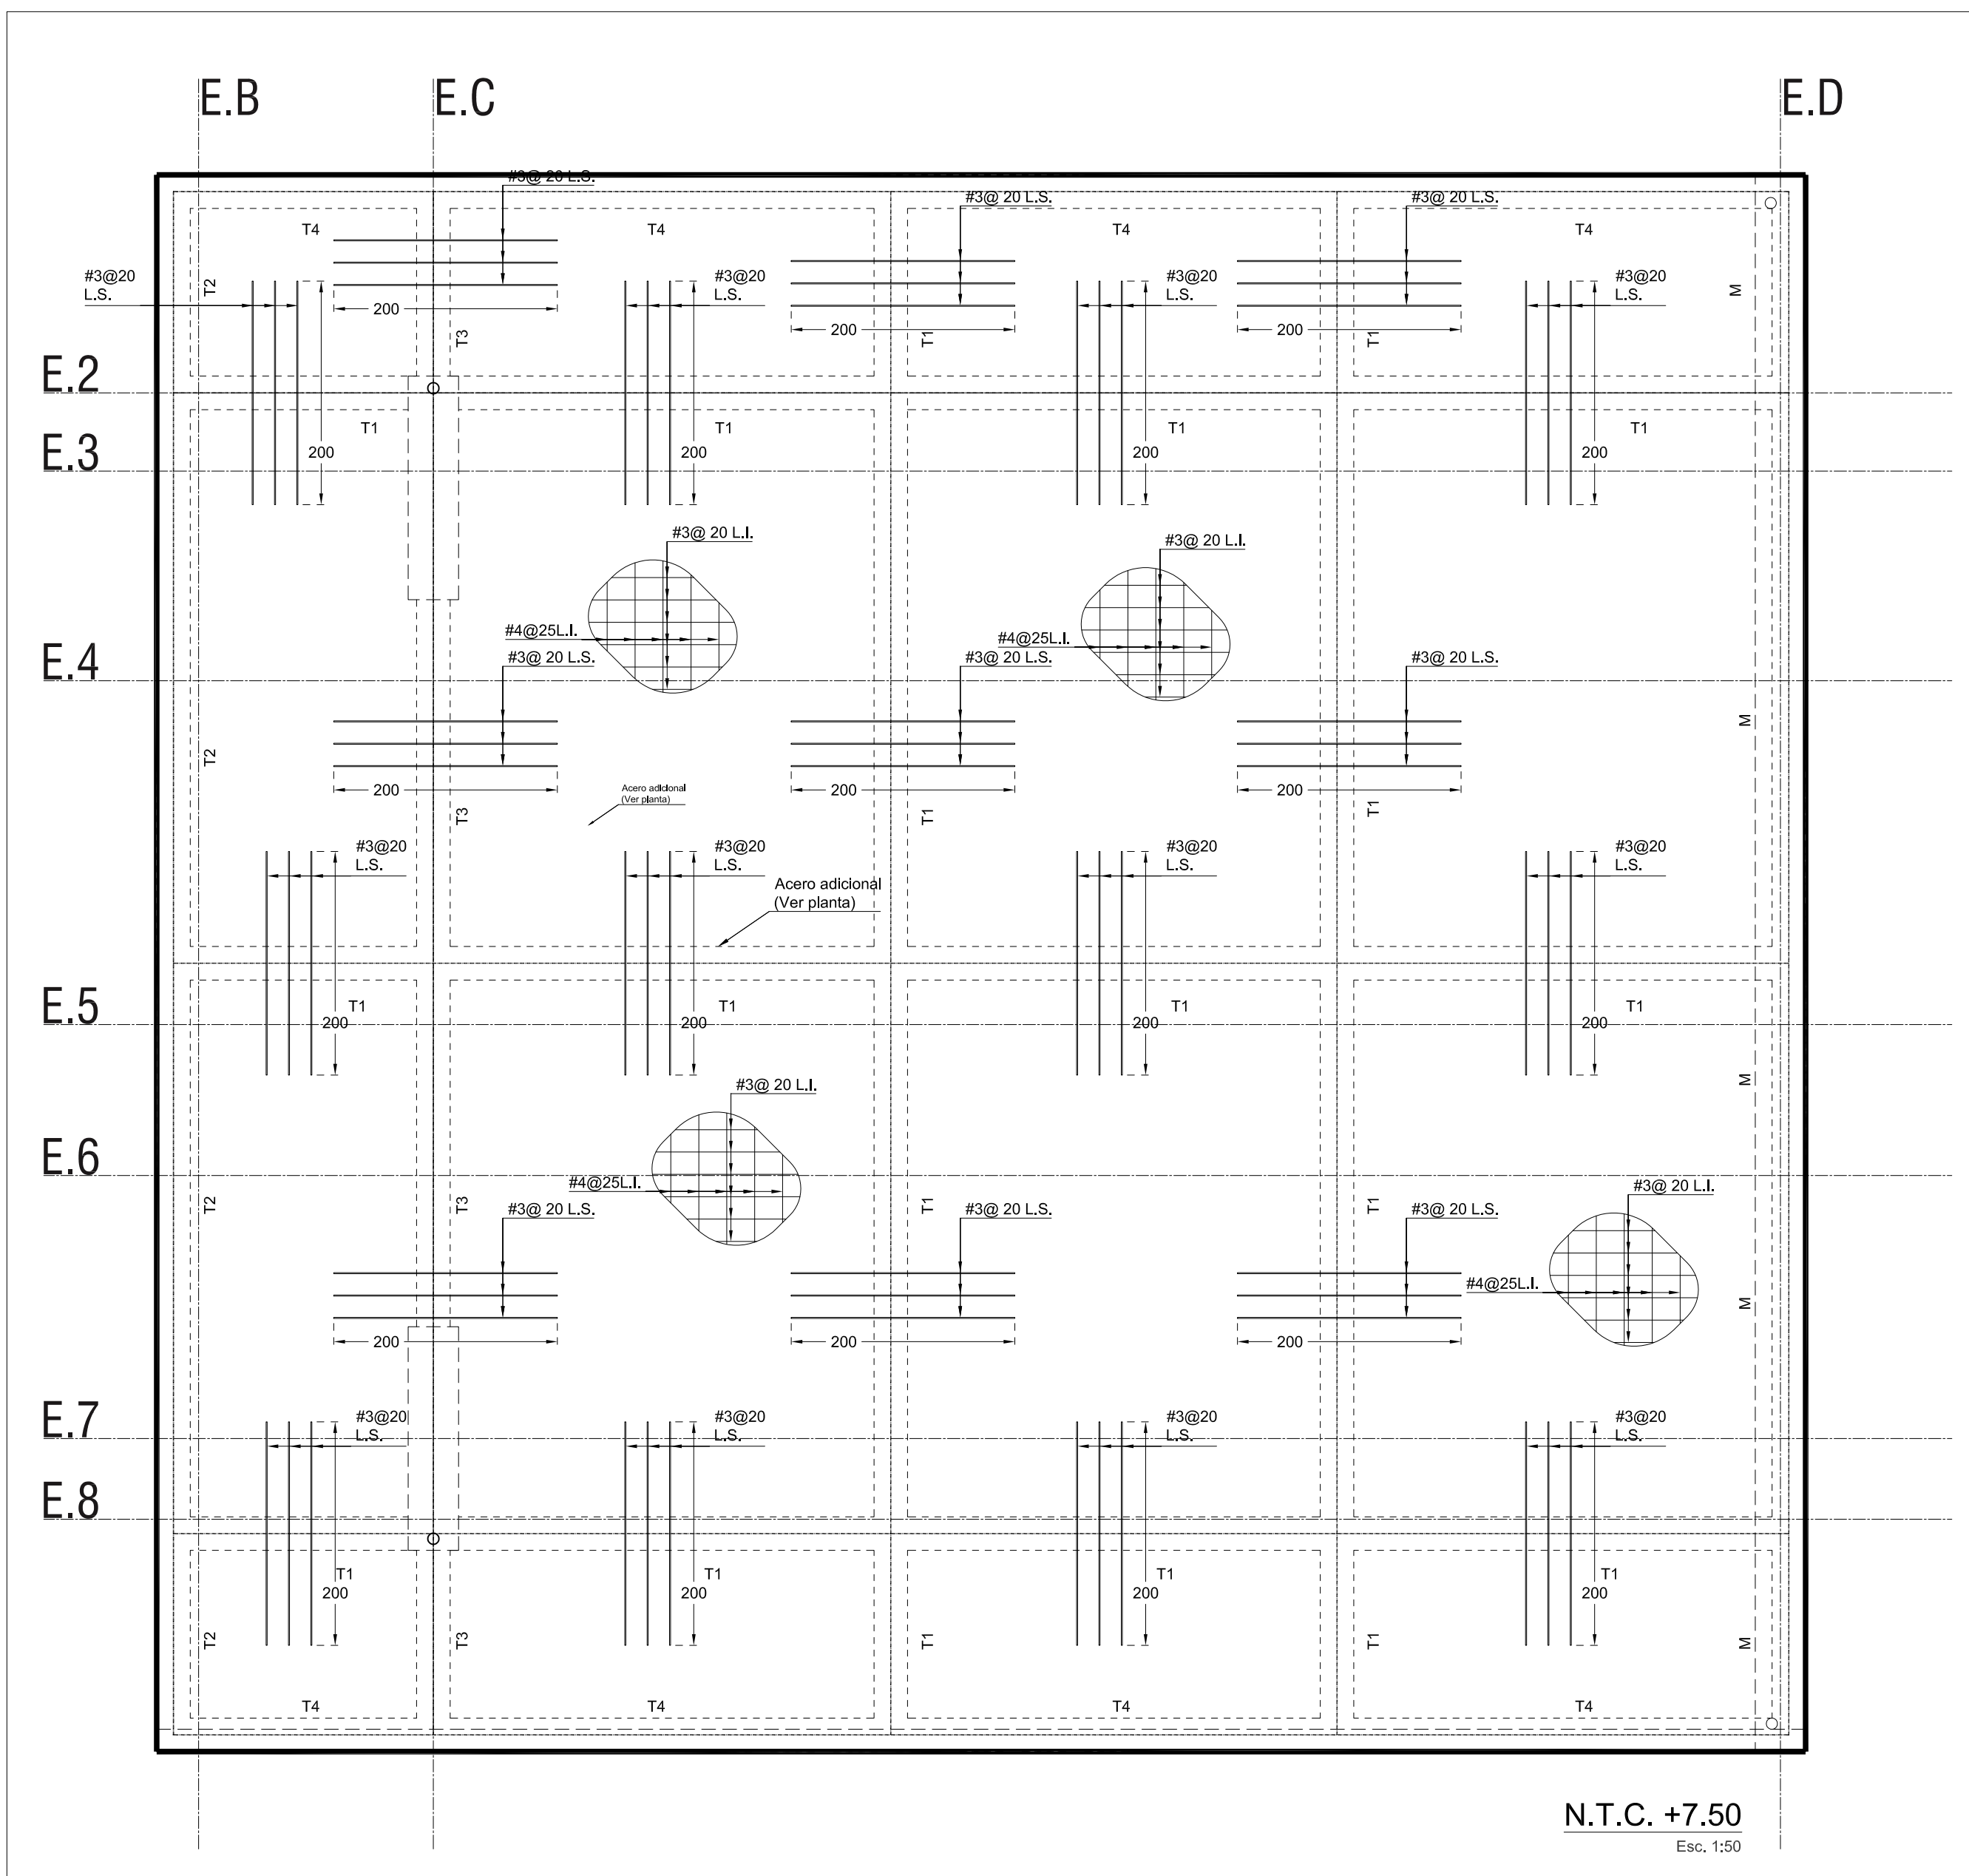 E.B E.C E.D
#3@ 20 L.S.
#3@ 20 L.S. #3@ 20 L.S.
T4 T4 T4 T4
#3@20 T2 #3@20 #3@20 #3@20 M
L.S. L.S. L.S. L.S.
200
T3 200 T1 200 T1
E.2
T1 T1 T1 T1
E.3 200 200 200 200
#3@ 20 L.I. #3@ 20 L.I.
#4@25L.I. #4@25L.I.
E.4 #3@ 20 L.S. #3@ 20 L.S. #3@ 20 L.S.
M
T2
200 200 200
Acero adicional
(Ver planta)
T3 T1 T1
#3@20 #3@20 #3@20 #3@20
L.S. L.S. L.S. L.S.
Acero adicional
(Ver planta)
E.5 T1 T1 T1 T1
200 200 200 200
#3@ 20 L.I. M
E.6
#4@25L.I. #3@ 20 L.I.
T2 T3 T1 T1
#3@ 20 L.S. #3@ 20 L.S. #3@ 20 L.S.
#4@25L.I. M
200 200 200
E.7 #3@20 #3@20 #3@20 #3@20
L.S. L.S. L.S. L.S.
E.8
T1 T1 T1 T1
200 200 200 200
T2 T3 T1 T1 M
T4 T4 T4 T4
N.T.C. +7.50
Esc. 1:50